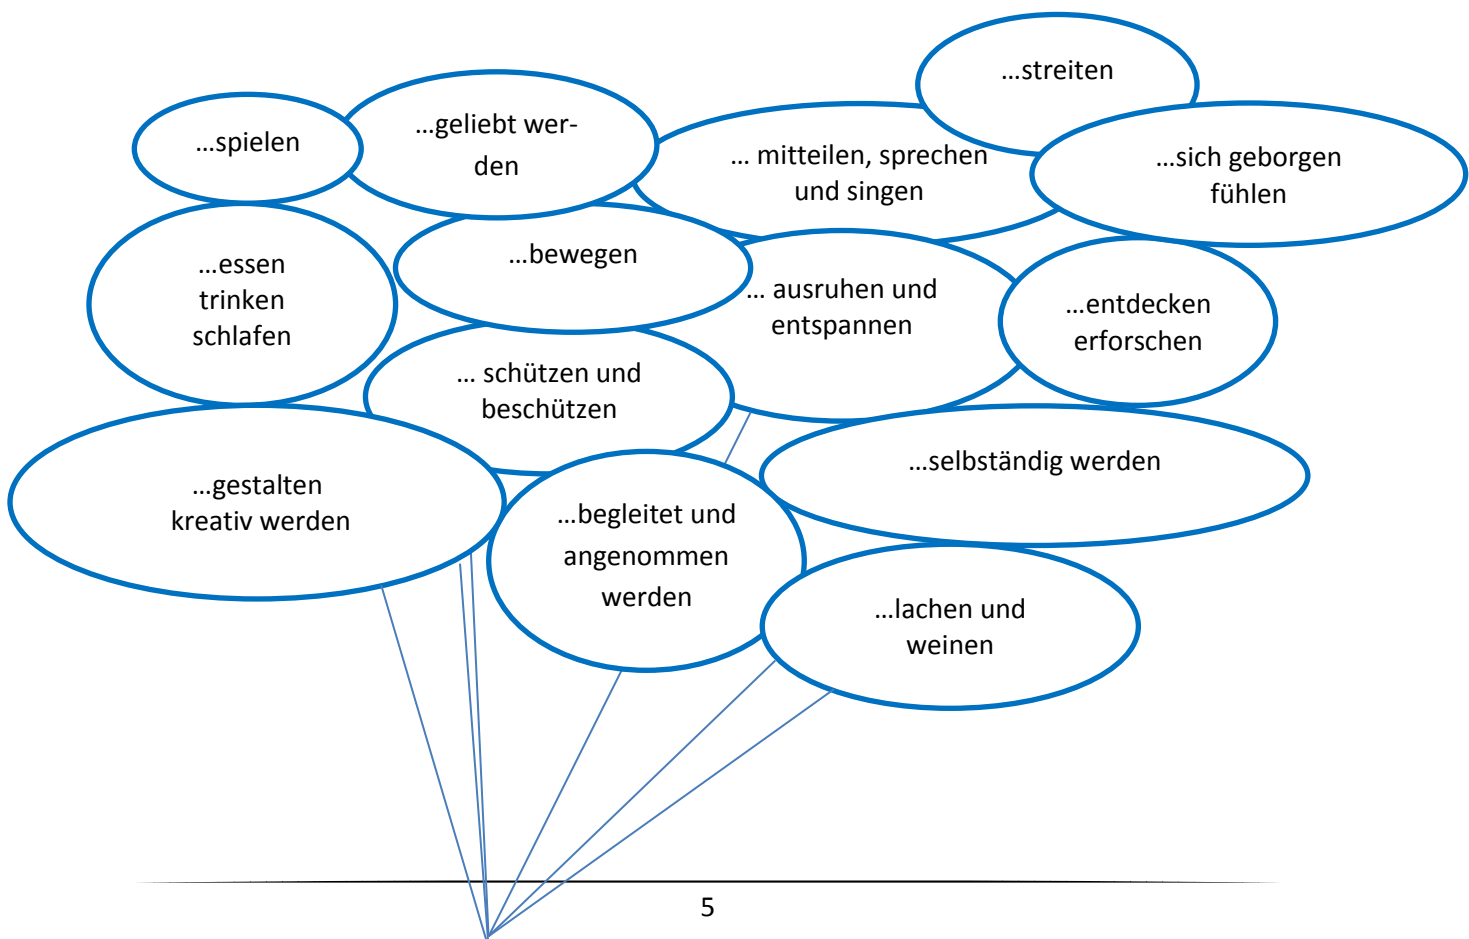 ...streiten
...spielen
...geliebt wer-
den
... mitteilen, sprechen
und singen
...sich geborgen
fühlen
...essen
trinken
schlafen
...bewegen
... ausruhen und
entspannen
...entdecken
erforschen
... schützen und
beschützen
...gestalten
kreativ werden
...begleitet und
angenommen
werden
...selbständig werden
...lachen und
weinen
5